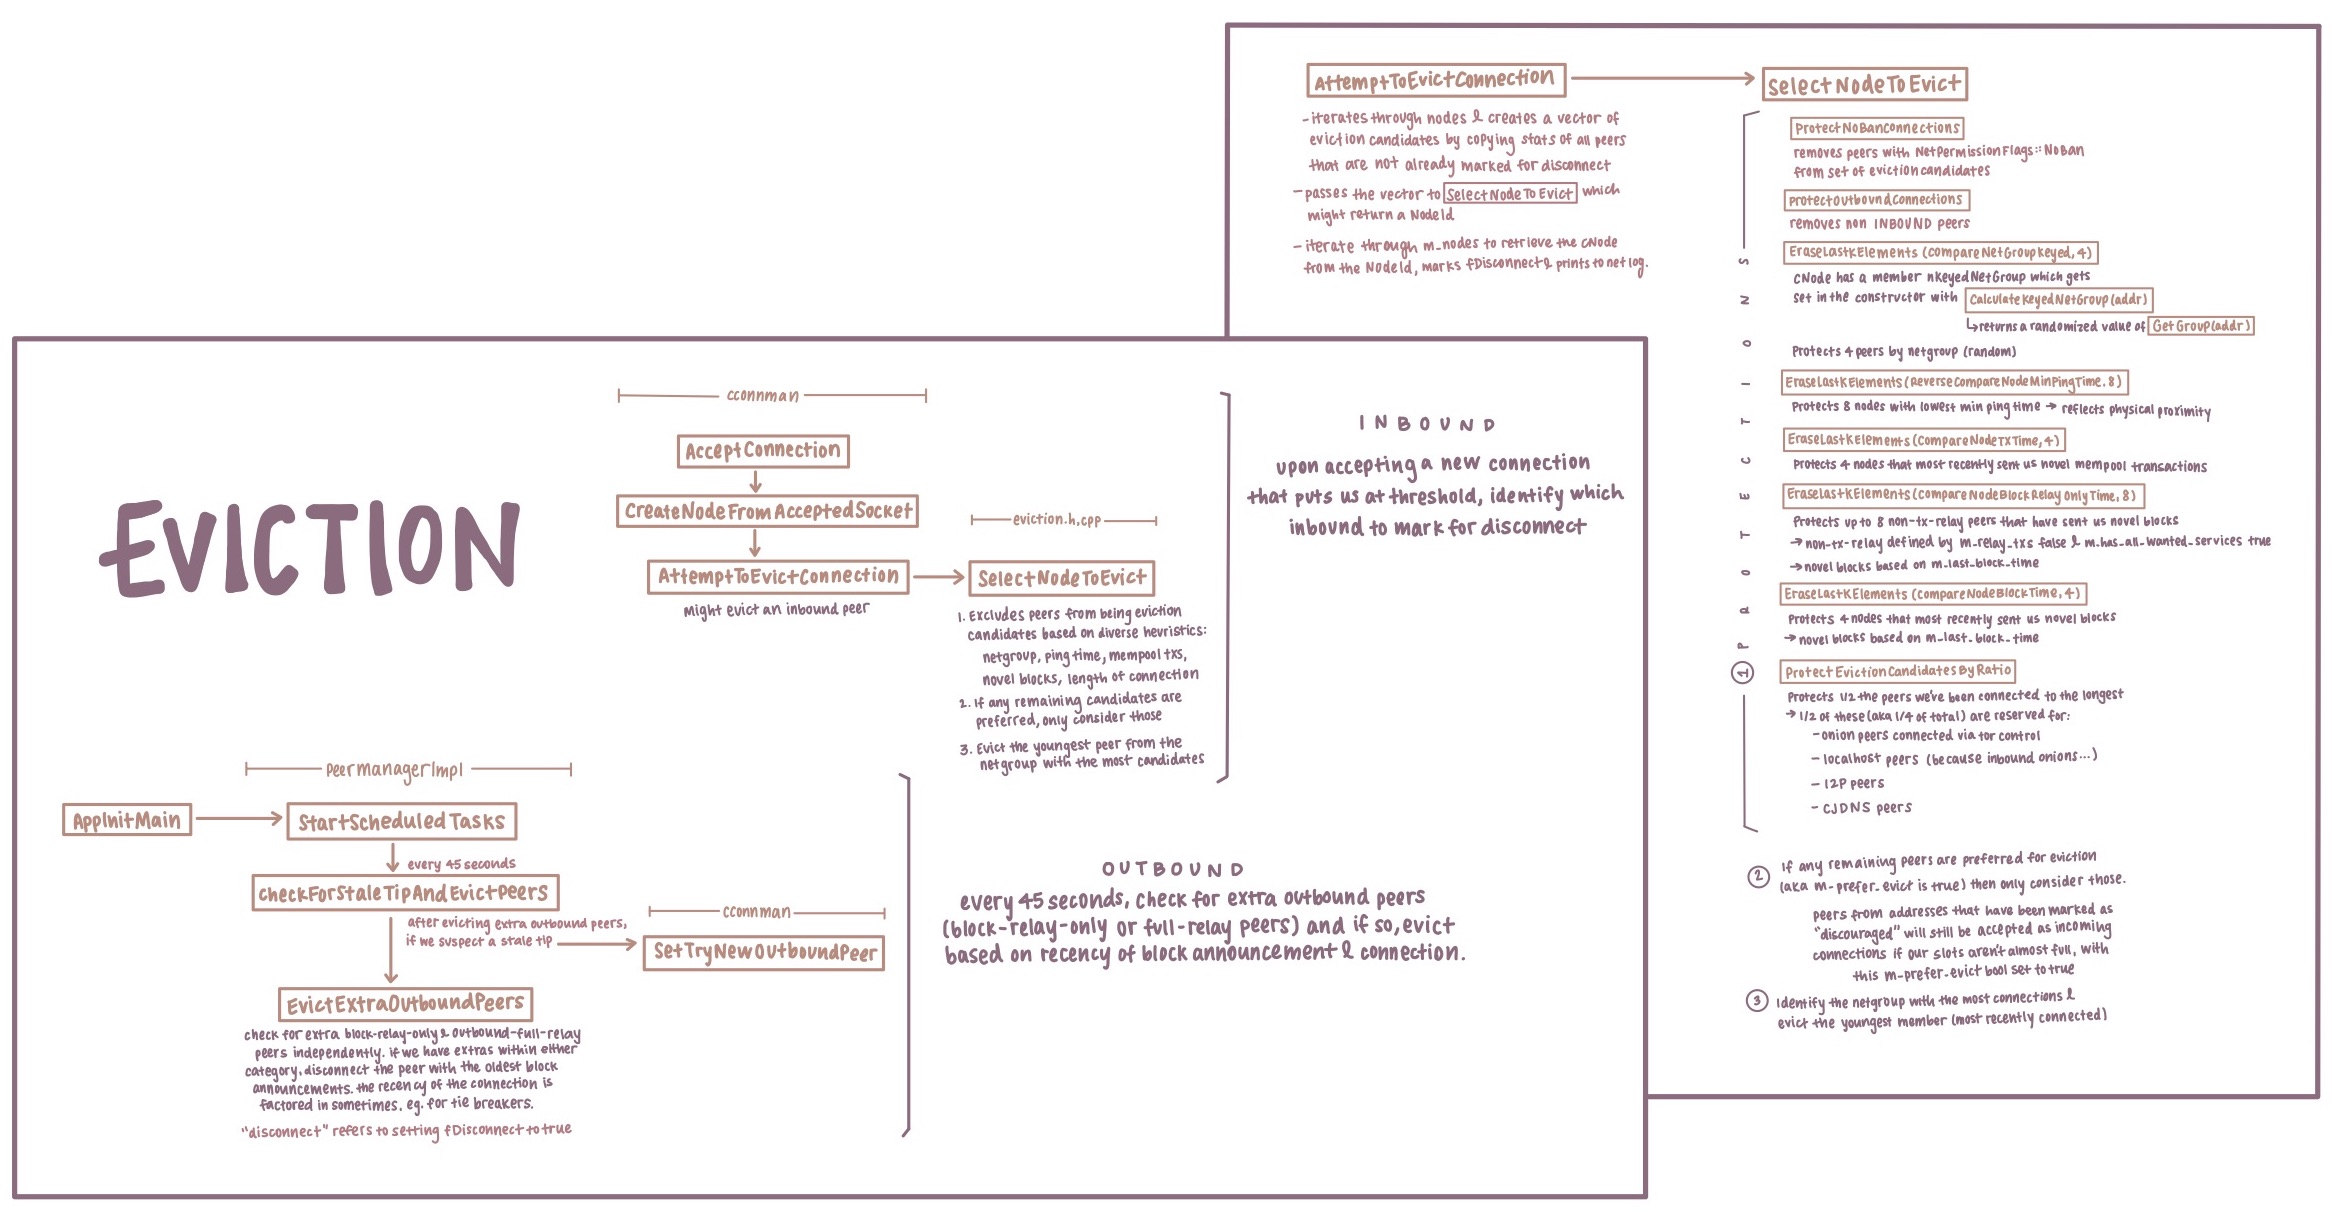 EVICTION
cconnman
AcceptConnection
CreateNodeFromAcceptedSocket
AttemptToEvictConnection
Might evict an inbound peer
eviction.h,cpp
SelectNodeToEvict
1. Excludes peers from being eviction
candidates based on diverse heuristics:
netgroup, ping time, mempool txs,
novel blocks, length of connection
2. If any remaining candidates are
preferred, only consider those
3. Evict the youngest peer from the
netgroup with the most candidates
INBOUND
upon accepting a new connection
that puts us at threshold, identify which
inbound to mark for disconnect
PeerManagerImpl
AppInitMain
StartScheduledTasks
every 45 seconds
CheckForStaleTipAndEvictPeers
after evicting extra outbound peers,
if we suspect a stale tip
cconnman
SetTryNewOutboundPeer
EvictExtraOutboundPeers
check for extra block-relay-only & outbound-full-relay
peers independently. if we have extras within either
category, disconnect the peer with the oldest block
announcements. the recency of the connection is
factored in sometimes, eg. for tie breakers.
"disconnect" refers to setting fDisconnect to true
OUTBOUND
every 45 seconds, check for extra outbound peers
(block-relay-only or full-relay peers) and if so, evict
based on recency of block announcement & connection.
AttemptToEvictConnection
- iterates through nodes & creates a vector of
eviction candidates by copying stats of all peers
that are not already marked for disconnect
- passes the vector to SelectNodeToEvict which
might return a NodeId
- iterate through m_nodes to retrieve the CNode
from the NodeId, marks fDisconnect & prints to net log.
SelectNodeToEvict
PROTECTIONS
1
ProtectNoBanConnections
removes peers with NetPermissionFlags::NoBan
from set of eviction candidates
ProtectOutboundConnections
removes non INBOUND peers
EraseLastKElements (CompareNetGroupKeyed, 4)
CNode has a member nKeyedNetGroup which gets
set in the constructor with CalculateKeyedNetGroup(addr)
↳ returns a randomized value of GetGroup(addr)
Protects 4 peers by netgroup (random)
EraseLastKElements (ReverseCompareNodeMinPingTime, 8)
Protects 8 nodes with lowest min ping time → reflects physical proximity
EraseLastKElements (CompareNodeTXTime, 4)
Protects 4 nodes that most recently sent us novel mempool transactions
EraseLastKElements (CompareNodeBlockRelayOnlyTime, 8)
Protects up to 8 non-tx-relay peers that have sent us novel blocks
→ non-tx-relay defined by m_relay_txs false & m.has_all_wanted_services true
→ novel blocks based on m_last_block_time
EraseLastKElements (CompareNodeBlockTime, 4)
Protects 4 nodes that most recently sent us novel blocks
→ novel blocks based on m_last_block_time
ProtectEvictionCandidatesByRatio
Protects 1/2 the peers we've been connected to the longest
→ 1/2 of these (aka 1/4 of total) are reserved for:
- onion peers connected via tor control
- localhost peers (because inbound onions...)
- I2P peers
- CJDNS peers
2 If any remaining peers are preferred for eviction
(aka m_prefer_evict is true) then only consider those.
peers from addresses that have been marked as
"discouraged" will still be accepted as incoming
connections if our slots aren't almost full, with
this m_prefer_evict bool set to true
3 Identify the netgroup with the most connections &
evict the youngest member (most recently connected)